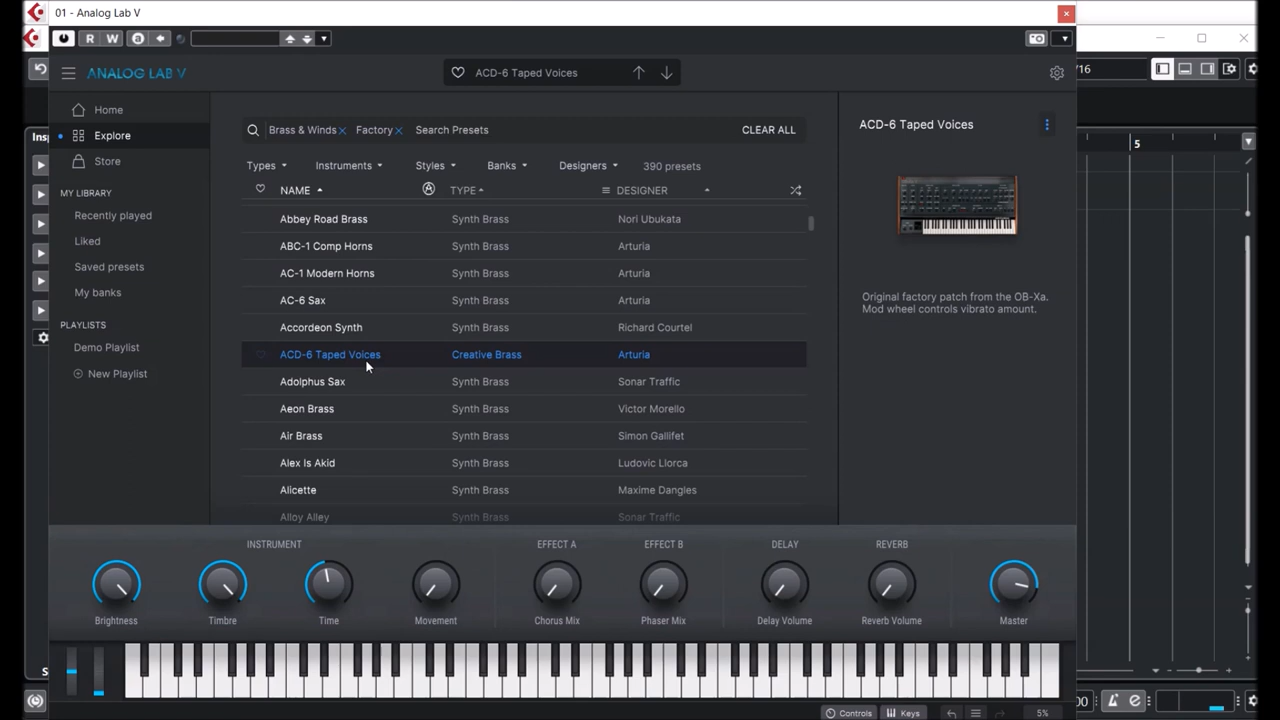 01 - Analog Lab V
R W
ANALOG LAB V
ACD-6 Taped Voices
/16
Home
Explore
Store
MY LIBRARY
Recently played
Liked
Saved presets
My banks
PLAYLISTS
Demo Playlist
New Playlist
Insp
Brass & Winds Factory Search Presets CLEAR ALL
Types Instruments Styles Banks Designers 390 presets
NAME TYPE DESIGNER
Abbey Road Brass Synth Brass Nori Ubukata
ABC-1 Comp Horns Synth Brass Arturia
AC-1 Modern Horns Synth Brass Arturia
AC-6 Sax Synth Brass Arturia
Accordeon Synth Synth Brass Richard Courtel
ACD-6 Taped Voices Creative Brass Arturia
Adolphus Sax Synth Brass Sonar Traffic
Aeon Brass Synth Brass Victor Morello
Air Brass Synth Brass Simon Gallifet
Alex Is Akid Synth Brass Ludovic Llorca
Alicette Synth Brass Maxime Dangles
Alloy Alley Synth Brass Sonar Traffic
ACD-6 Taped Voices
Original factory patch from the OB-Xa.
Mod wheel controls vibrato amount.
5
INSTRUMENT EFFECT A EFFECT B DELAY REVERB
Brightness Timbre Time Movement Chorus Mix Phaser Mix Delay Volume Reverb Volume Master
S
Controls Keys 5%
00